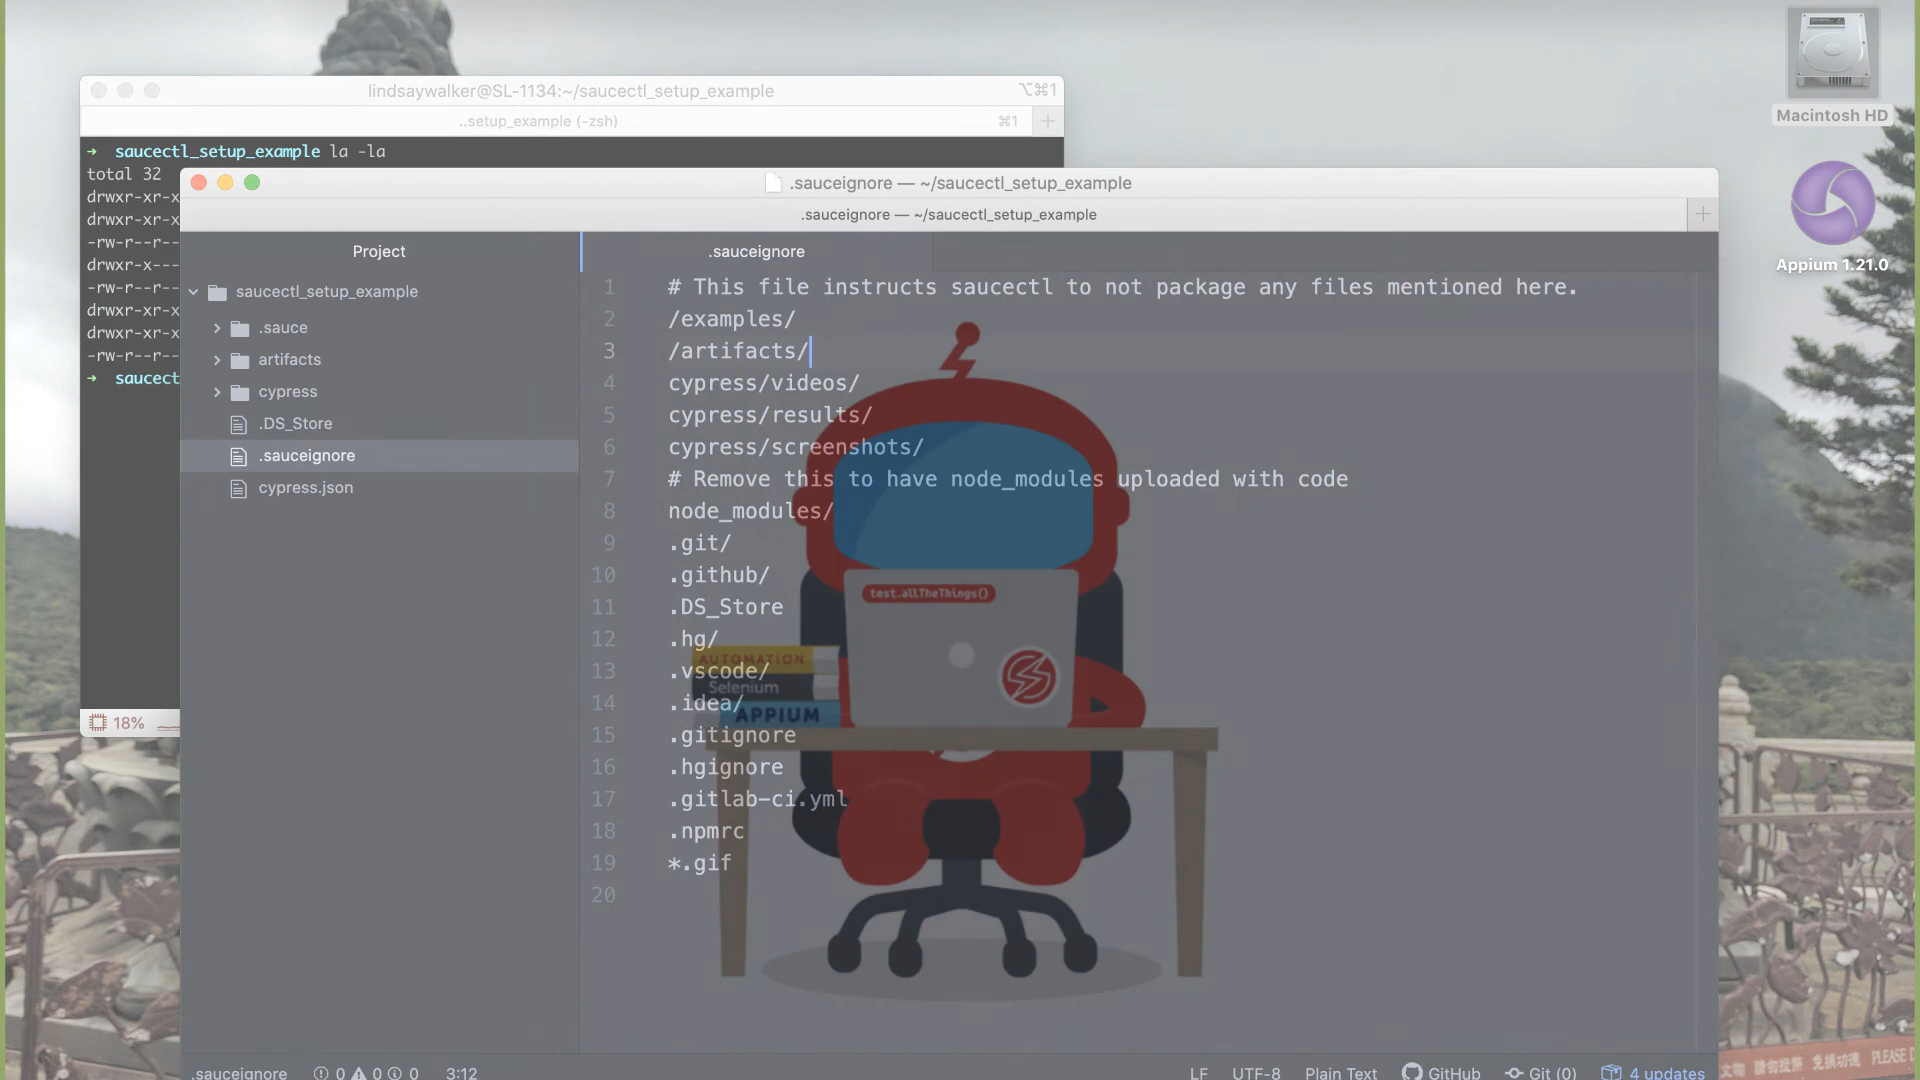 lindsaywalker@SL-1134:~/saucectl_setup_example
⌥⌘1
..setup_example (-zsh)
⌘1
➜ saucectl_setup_example la -la
total 32
drwxr-xr-x
drwxr-xr-x
-rw-r--r--
drwxr-x---
-rw-r--r--
drwxr-xr-x
drwxr-xr-x
-rw-r--r--
➜ saucect
18%
.sauceignore — ~/saucectl_setup_example
.sauceignore — ~/saucectl_setup_example
Project
saucectl_setup_example
.sauce
artifacts
cypress
.DS_Store
.sauceignore
cypress.json
.sauceignore
1 # This file instructs saucectl to not package any files mentioned here.
2 /examples/
3 /artifacts/
4 cypress/videos/
5 cypress/results/
6 cypress/screenshots/
7 # Remove this to have node_modules uploaded with code
8 node_modules/
9 .git/
10 .github/
11 .DS_Store
12 .hg/
13 .vscode/
14 .idea/
15 .gitignore
16 .hgignore
17 .gitlab-ci.yml
18 .npmrc
19 *.gif
20
test.allTheThings()
AUTOMATION
Selenium
APPIUM
.sauceignore 0 0 0 3:12
LF UTF-8 Plain Text GitHub Git (0) 4 updates
Macintosh HD
Appium 1.21.0
PLEASE